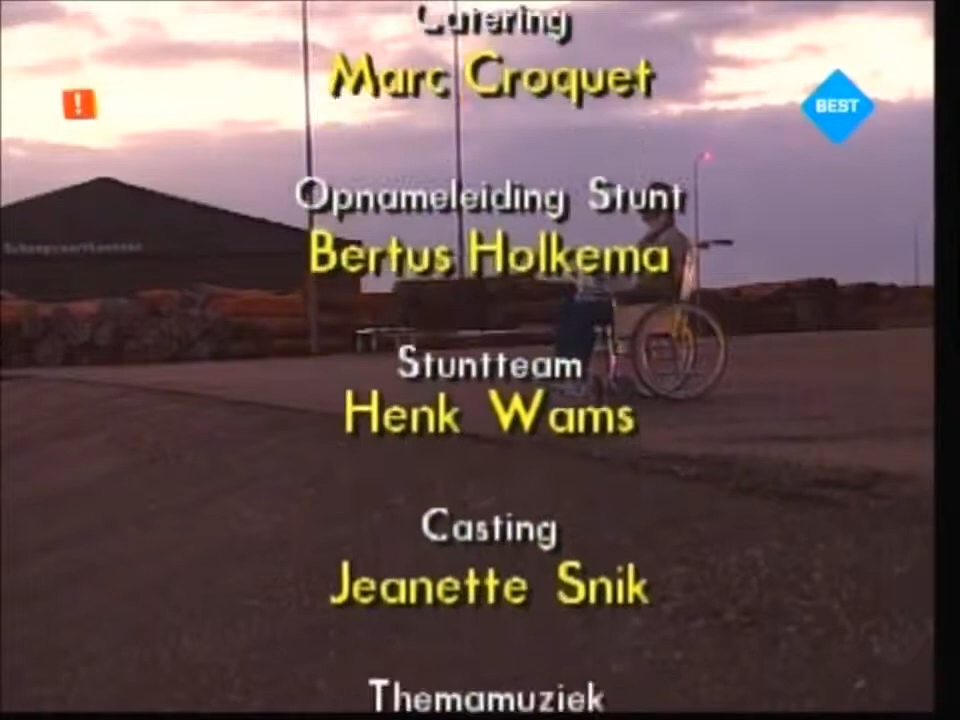 Catering
Marc Croquet
!
BEST
Opnameleiding Stunt
Bertus Holkema
Stuntteam
Henk Wams
Casting
Jeanette Snik
Themamuziek